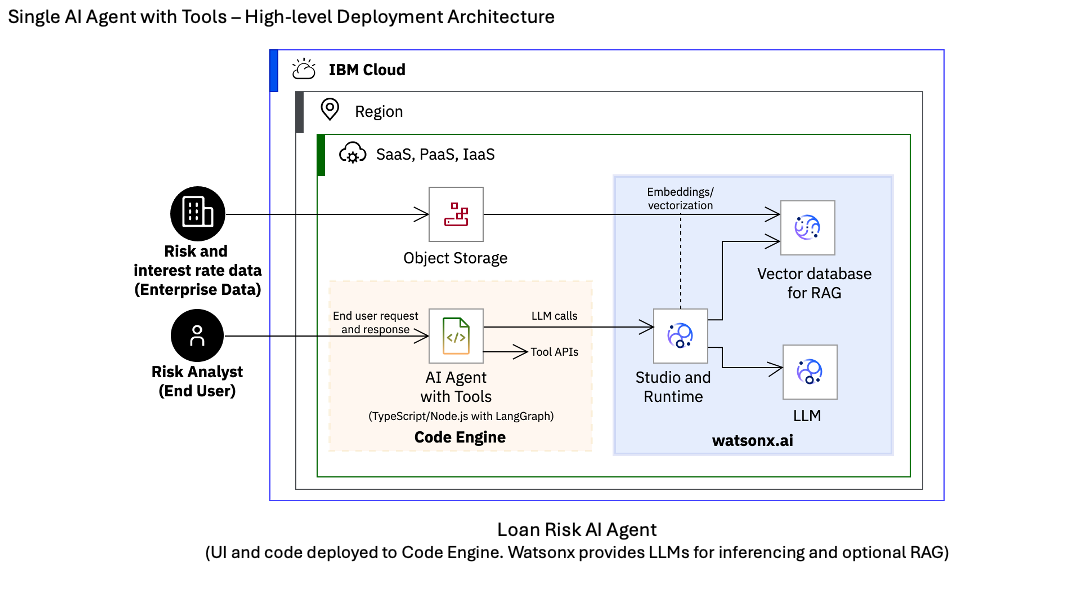 Single AI Agent with Tools – High-level Deployment Architecture
IBM Cloud
Region
SaaS, PaaS, IaaS
Risk and
interest rate data
(Enterprise Data)
Object Storage
Embeddings/
vectorization
Vector database
for RAG
Risk Analyst
(End User)
End user request
and response
AI Agent
with Tools
(TypeScript/Node.js with LangGraph)
Code Engine
LLM calls
Tool APIs
Studio and
Runtime
LLM
watsonx.ai
Loan Risk AI Agent
(UI and code deployed to Code Engine. Watsonx provides LLMs for inferencing and optional RAG)